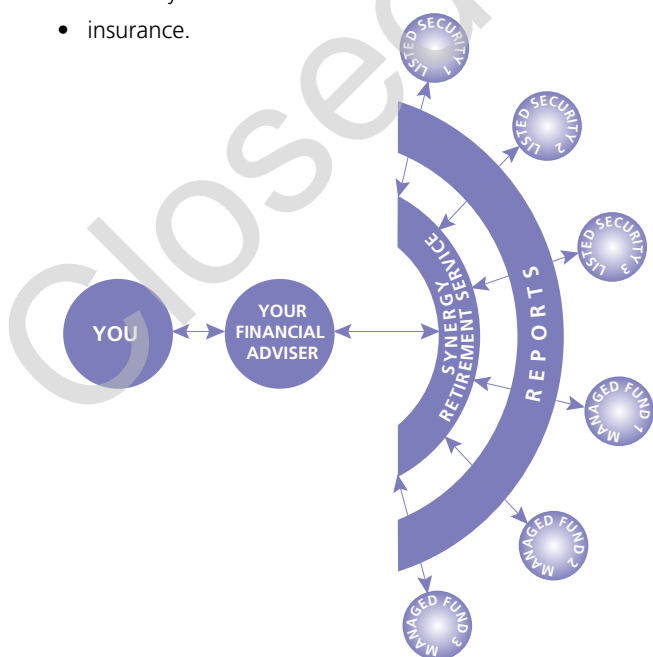 • insurance.
Closed
YOU
YOUR
FINANCIAL
ADVISER
SYNERGY
RETIREMENT SERVICE
REPORTS
LISTED SECURITY 1
LISTED SECURITY 2
LISTED SECURITY 3
MANAGED FUND 1
MANAGED FUND 2
MANAGED FUND 3